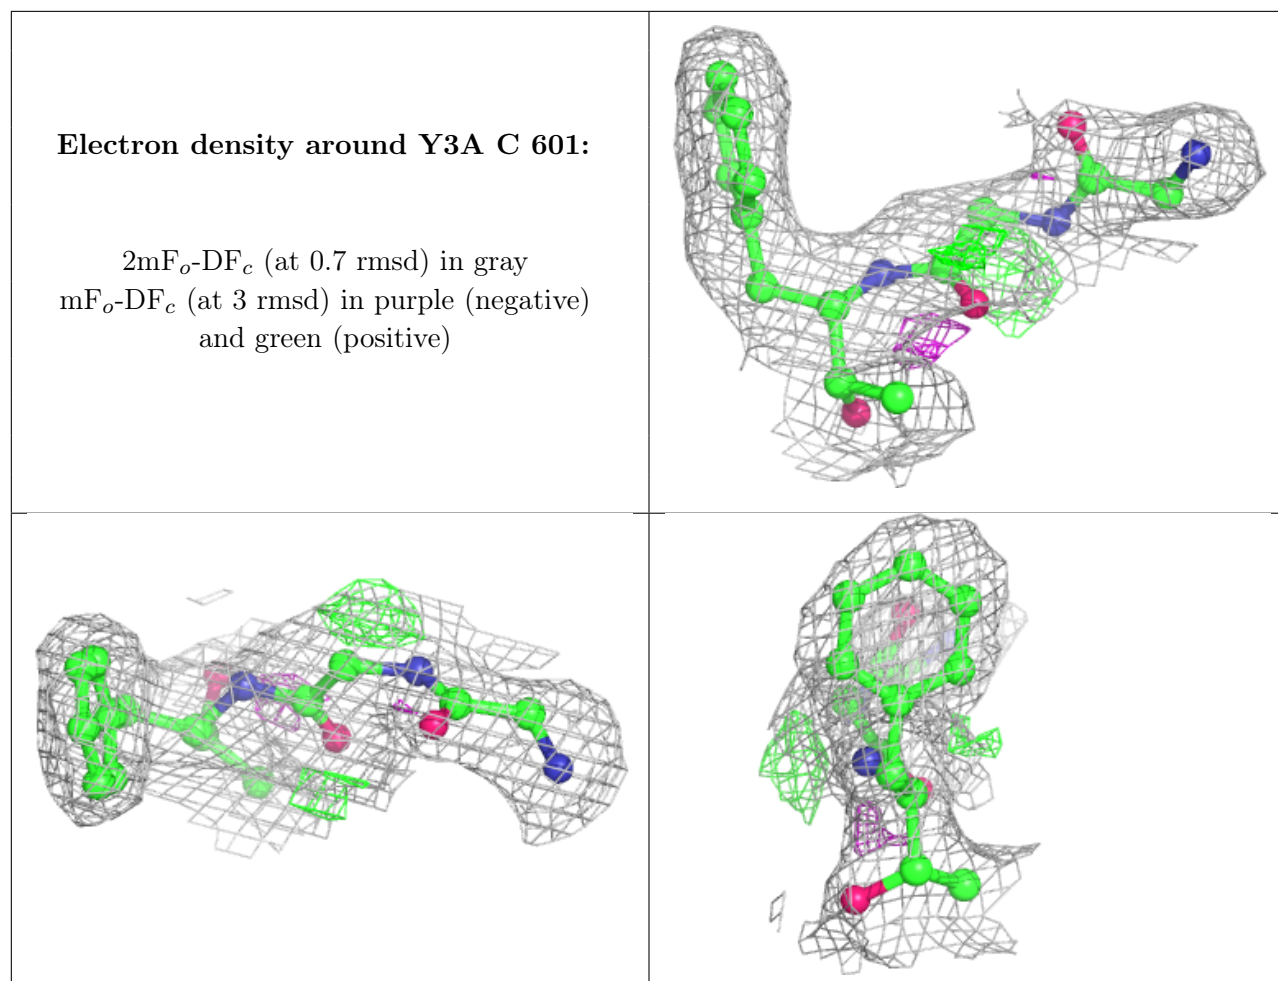 Electron density around Y3A C 601:
2mFo-DFc (at 0.7 rmsd) in gray
mFo-DFc (at 3 rmsd) in purple (negative)
and green (positive)